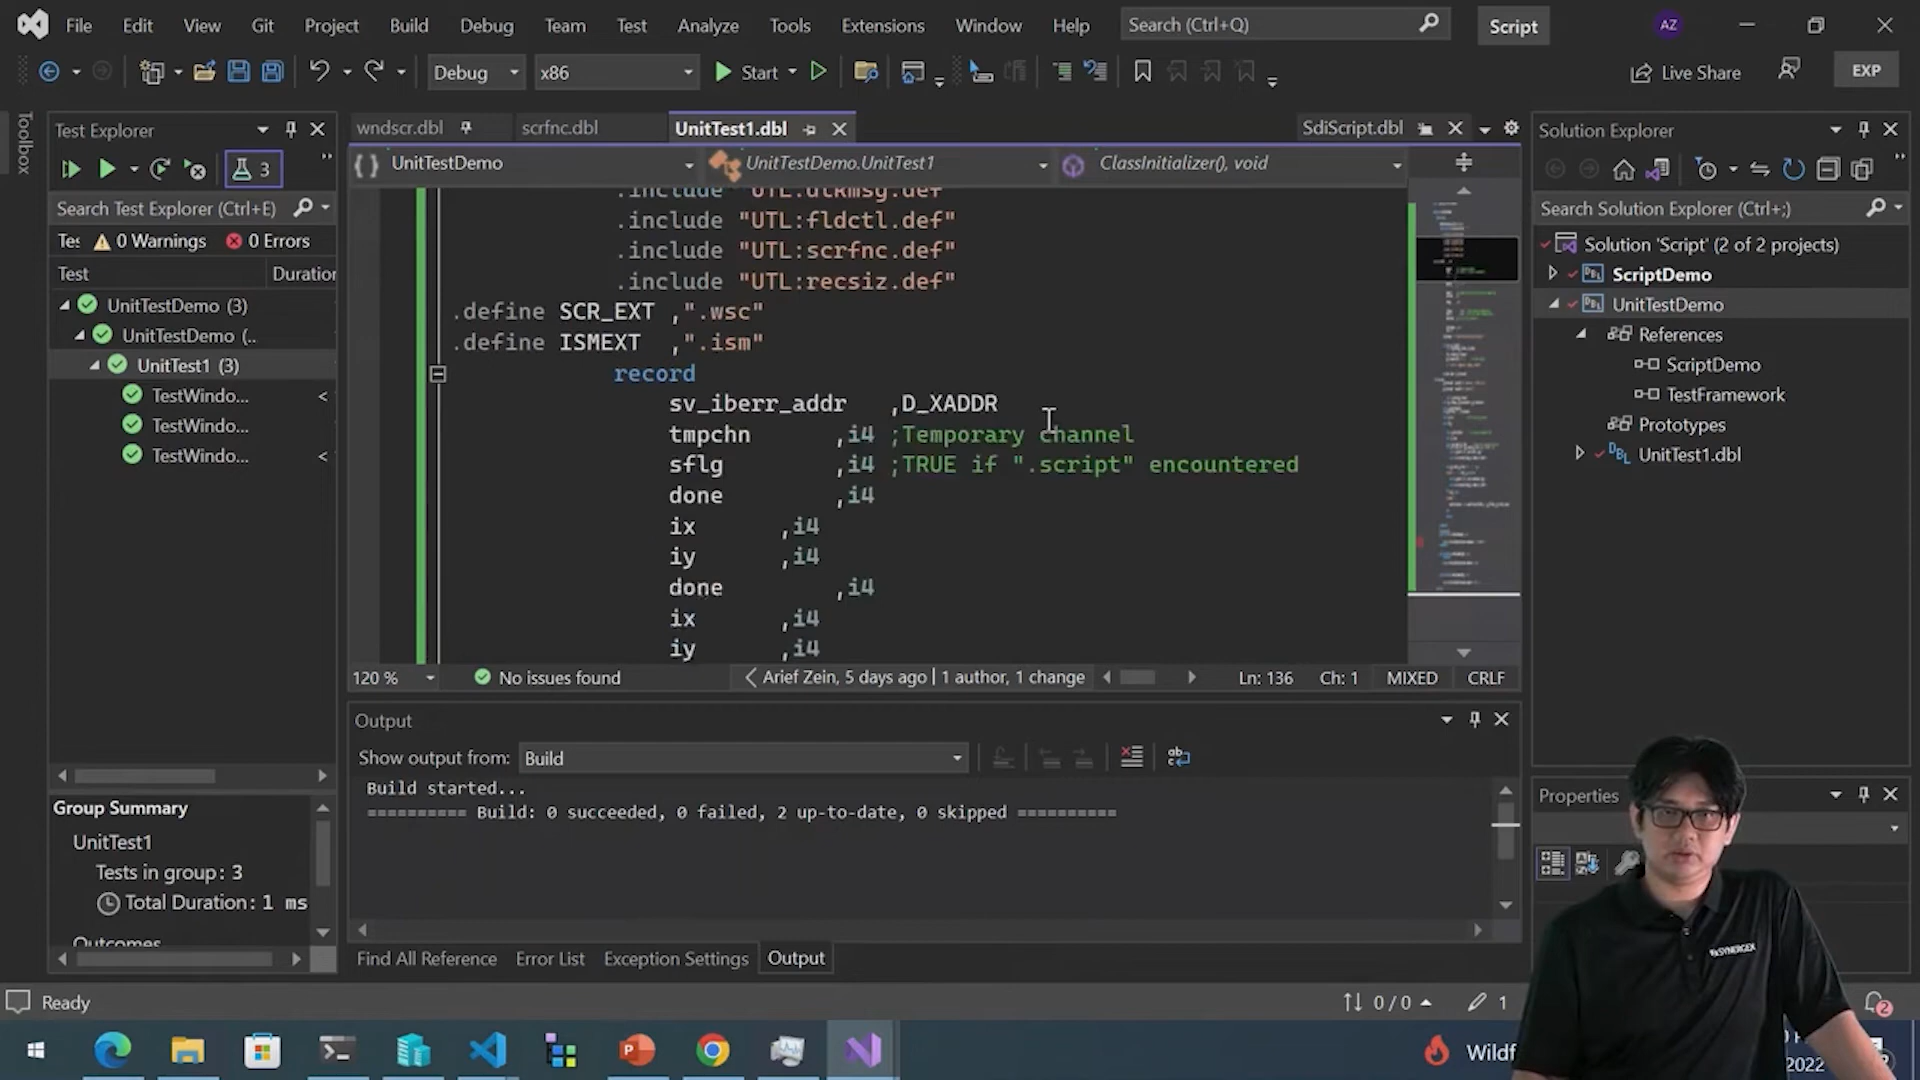 File Edit View Git Project Build Debug Team Test Analyze Tools Extensions Window Help Search (Ctrl+Q) Script AZ
Debug x86 Start Live Share EXP
Toolbox
Test Explorer
3
Search Test Explorer (Ctrl+E)
0 Warnings 0 Errors
Test Duration
UnitTestDemo (3)
UnitTestDemo (..
UnitTest1 (3)
TestWindo... <
TestWindo...
TestWindo... <
Group Summary
UnitTest1
Tests in group: 3
Total Duration: 1 ms
Outcomes
wndscr.dbl scrfnc.dbl UnitTest1.dbl SdiScript.dbl
UnitTestDemo UnitTestDemo.UnitTest1 ClassInitializer(), void
.include "UTL:fldctl.def"
.include "UTL:scrfnc.def"
.include "UTL:recsiz.def"
.define SCR_EXT ,".wsc"
.define ISMEXT ,".ism"
record
sv_iberr_addr ,D_XADDR
tmpchn ,i4 ;Temporary channel
sflg ,i4 ;TRUE if ".script" encountered
done ,i4
ix ,i4
iy ,i4
done ,i4
ix ,i4
iy ,i4
120 % No issues found Arief Zein, 5 days ago | 1 author, 1 change Ln: 136 Ch: 1 MIXED CRLF
Output
Show output from: Build
Build started...
========== Build: 0 succeeded, 0 failed, 2 up-to-date, 0 skipped ==========
Find All Reference Error List Exception Settings Output
Solution Explorer
Search Solution Explorer (Ctrl+;)
Solution 'Script' (2 of 2 projects)
ScriptDemo
UnitTestDemo
References
ScriptDemo
TestFramework
Prototypes
UnitTest1.dbl
Properties
SYNERGEX
Ready 0 / 0 1 2
Wildf
2022